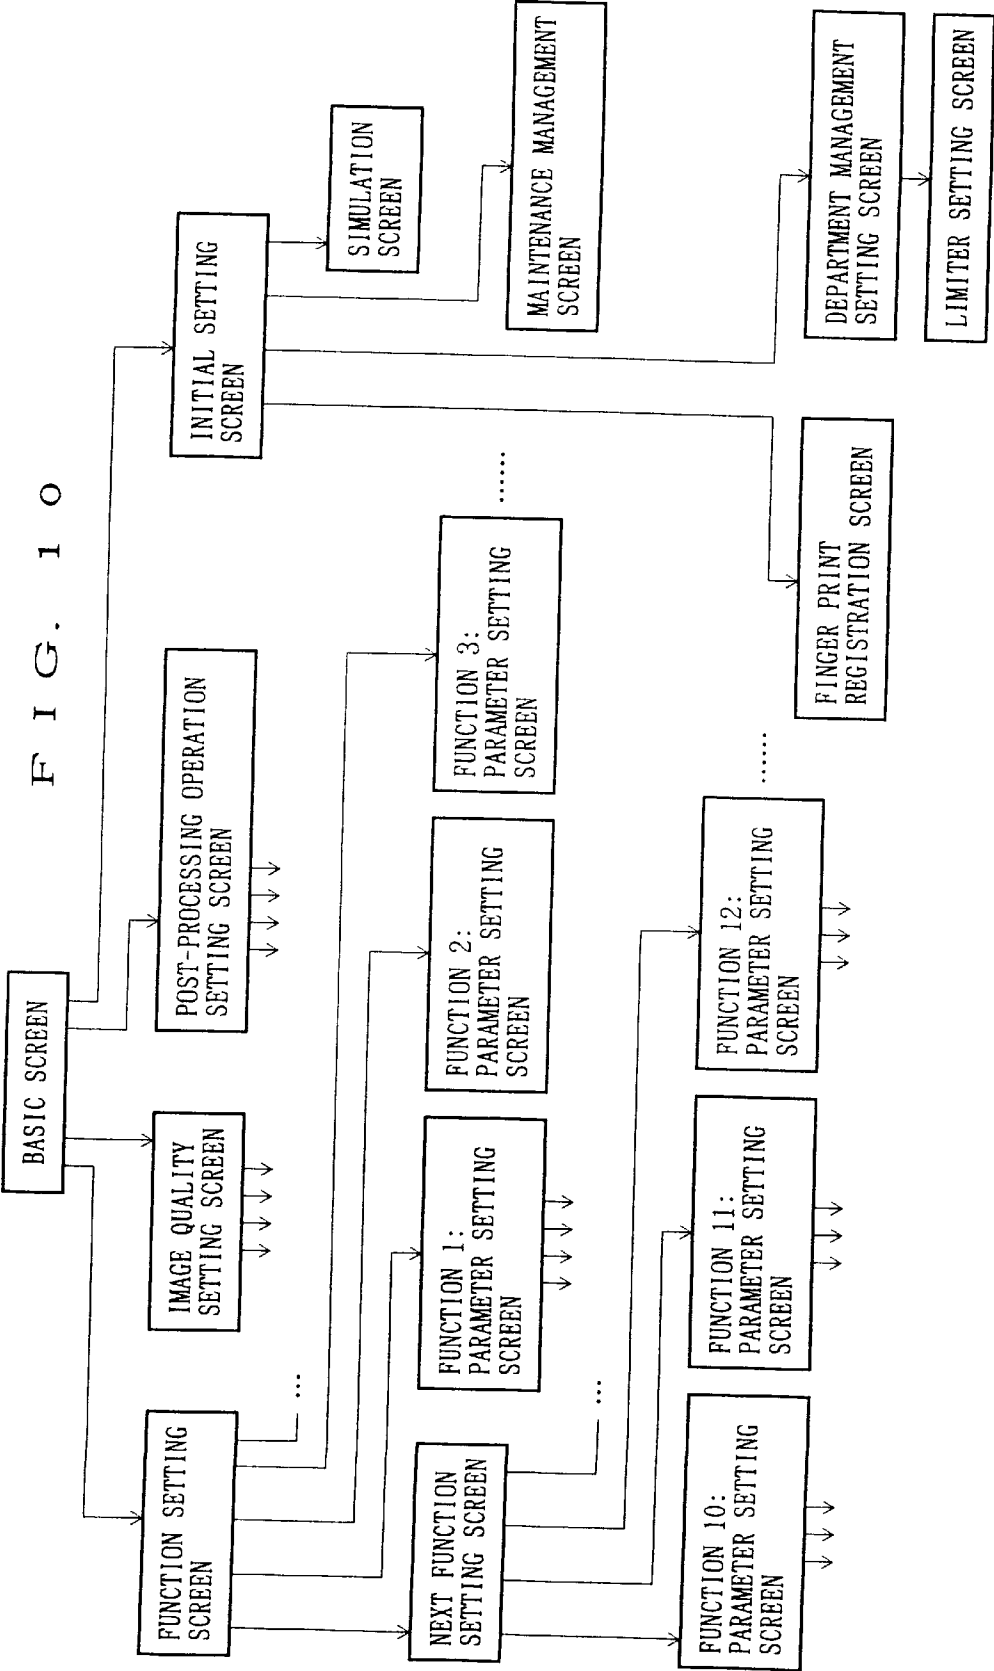 FIG. 10
BASIC SCREEN
FUNCTION SETTING
SCREEN
IMAGE QUALITY
SETTING SCREEN
POST-PROCESSING OPERATION
SETTING SCREEN
INITIAL SETTING
SCREEN
...
SIMULATION
SCREEN
NEXT FUNCTION
SETTING SCREEN
FUNCTION 1:
PARAMETER SETTING
SCREEN
FUNCTION 2:
PARAMETER SETTING
SCREEN
FUNCTION 3:
PARAMETER SETTING
SCREEN
......
MAINTENANCE MANAGEMENT
SCREEN
...
FUNCTION 10:
PARAMETER SETTING
SCREEN
FUNCTION 11:
PARAMETER SETTING
SCREEN
FUNCTION 12:
PARAMETER SETTING
SCREEN
......
FINGER PRINT
REGISTRATION SCREEN
DEPARTMENT MANAGEMENT
SETTING SCREEN
LIMITER SETTING SCREEN